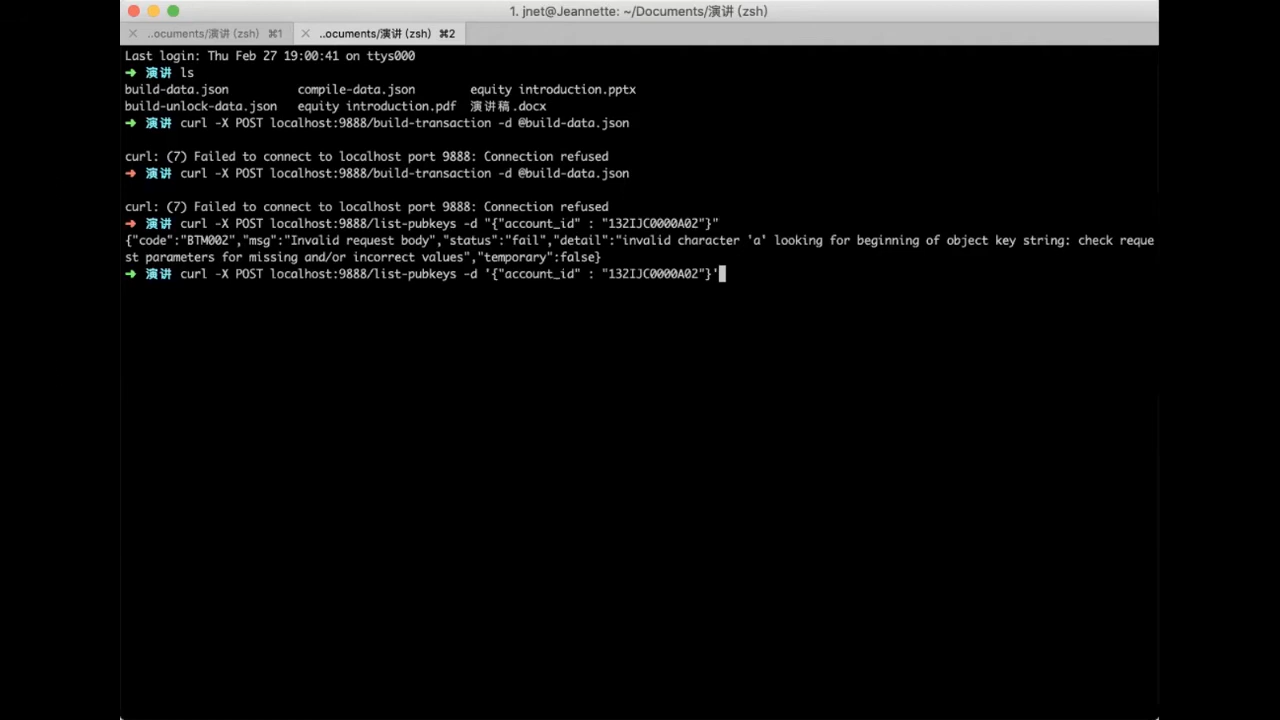 1. jnet@Jeannette: ~/Documents/演讲 (zsh)
..ocuments/演讲 (zsh) ⌘1 ..ocuments/演讲 (zsh) ⌘2
Last login: Thu Feb 27 19:00:41 on ttys000
➜ 演讲 ls
build-data.json compile-data.json equity introduction.pptx
build-unlock-data.json equity introduction.pdf 演讲稿.docx
➜ 演讲 curl -X POST localhost:9888/build-transaction -d @build-data.json
curl: (7) Failed to connect to localhost port 9888: Connection refused
➜ 演讲 curl -X POST localhost:9888/build-transaction -d @build-data.json
curl: (7) Failed to connect to localhost port 9888: Connection refused
➜ 演讲 curl -X POST localhost:9888/list-pubkeys -d "{"account_id" : "132IJC0000A02"}"
{"code":"BTM002","msg":"Invalid request body","status":"fail","detail":"invalid character 'a' looking for beginning of object key string: check reque
st parameters for missing and/or incorrect values","temporary":false}
➜ 演讲 curl -X POST localhost:9888/list-pubkeys -d '{"account_id" : "132IJC0000A02"}'